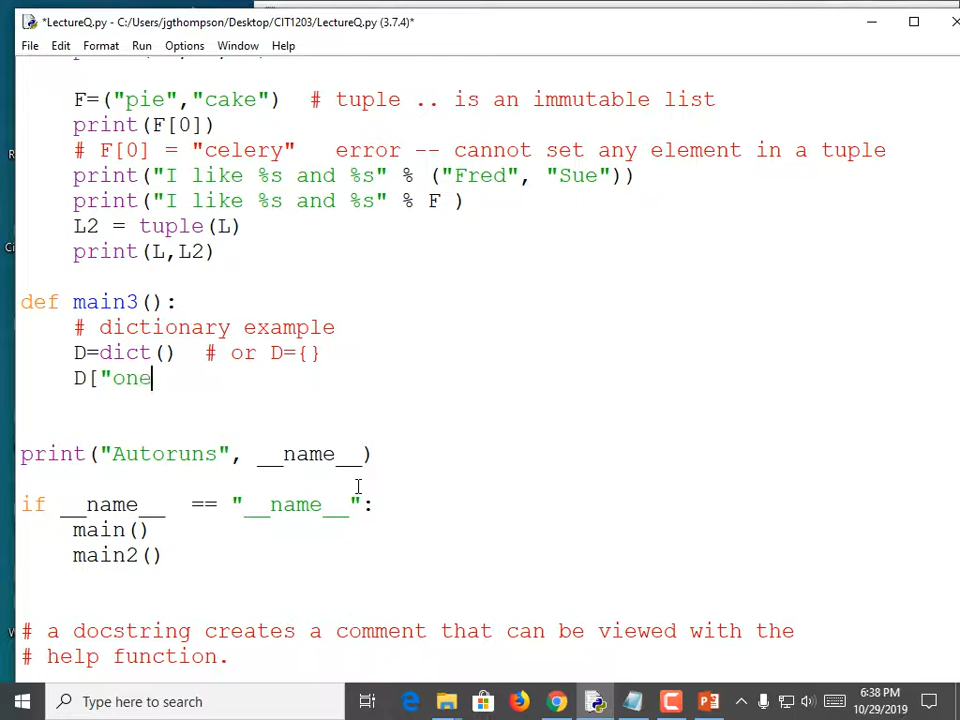 *LectureQ.py - C:/Users/jgthompson/Desktop/CIT1203/LectureQ.py (3.7.4)*
File Edit Format Run Options Window Help
F=("pie","cake")  # tuple .. is an immutable list
print(F[0])
# F[0] = "celery"   error -- cannot set any element in a tuple
print("I like %s and %s" % ("Fred", "Sue"))
print("I like %s and %s" % F )
L2 = tuple(L)
print(L,L2)
def main3():
# dictionary example
D=dict()  # or D={}
D["one
print("Autoruns", __name__)
if __name__  == "__name__":
main()
main2()
# a docstring creates a comment that can be viewed with the
# help function.
Type here to search
6:38 PM
10/29/2019